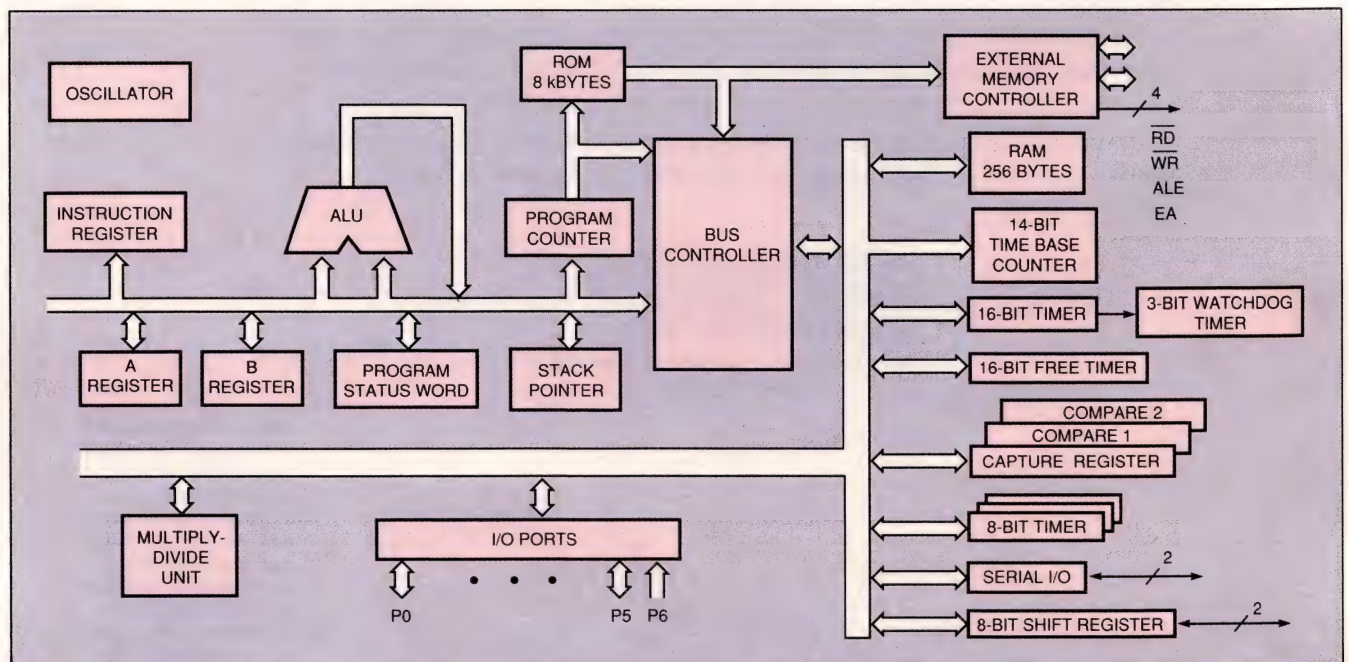 OSCILLATOR
ROM
8 kBYTES
EXTERNAL
MEMORY
CONTROLLER
4
RD
WR
ALE
EA
RAM
256 BYTES
INSTRUCTION
REGISTER
ALU
PROGRAM
COUNTER
BUS
CONTROLLER
14-BIT
TIME BASE
COUNTER
16-BIT TIMER
3-BIT WATCHDOG
TIMER
A
REGISTER
B
REGISTER
PROGRAM
STATUS WORD
STACK
POINTER
16-BIT FREE TIMER
COMPARE 2
COMPARE 1
CAPTURE REGISTER
8-BIT TIMER
MULTIPLY-
DIVIDE
UNIT
I/O PORTS
P0
P5
P6
SERIAL I/O
2
8-BIT SHIFT REGISTER
2